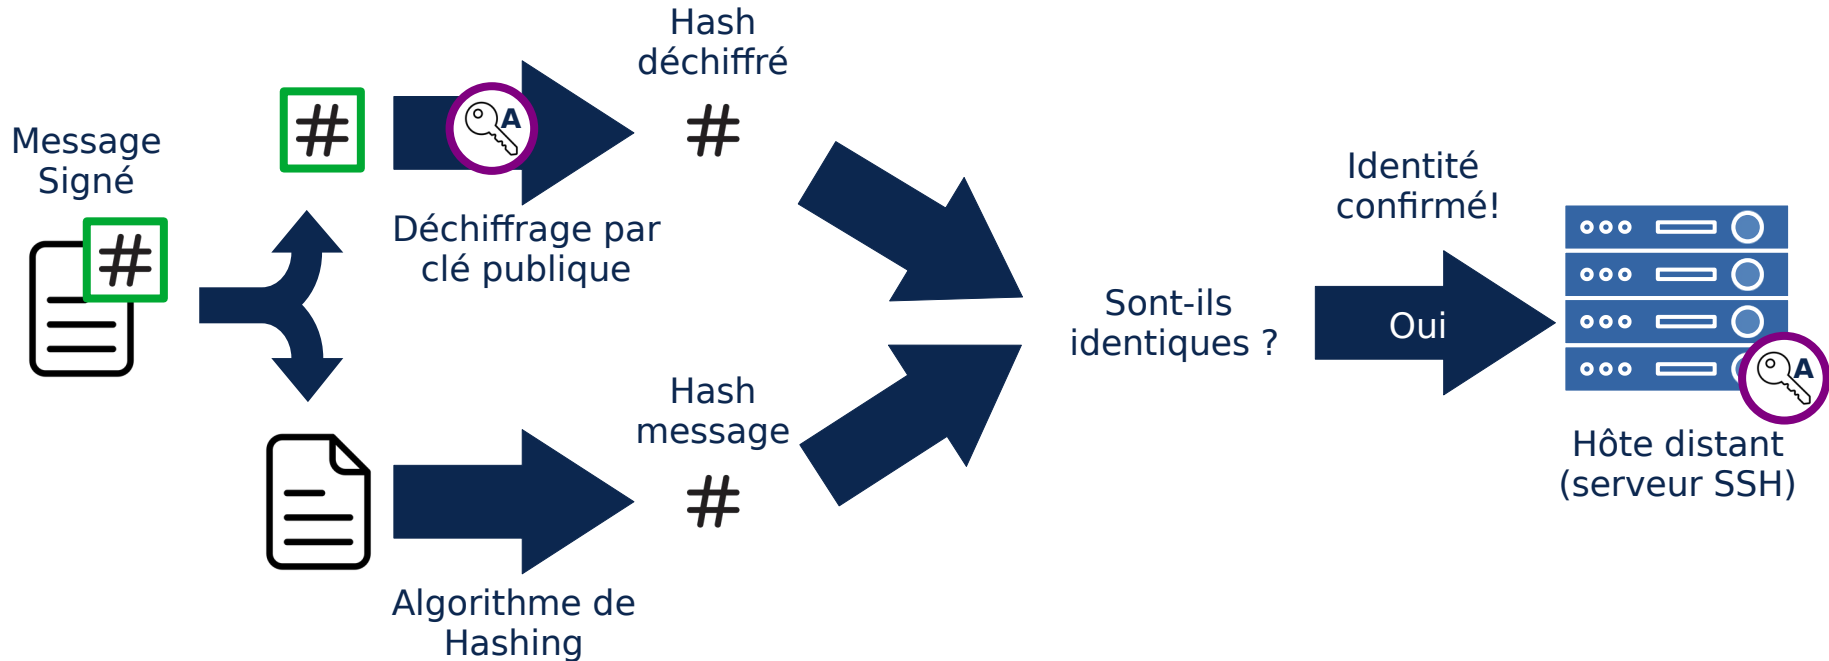 Message
Signé
#
#
A
Déchiffrage par
clé publique
Hash
déchiffré
#
Algorithme de
Hashing
Hash
message
#
Sont-ils
identiques ?
Oui
Identité
confirmé!
A
Hôte distant
(serveur SSH)